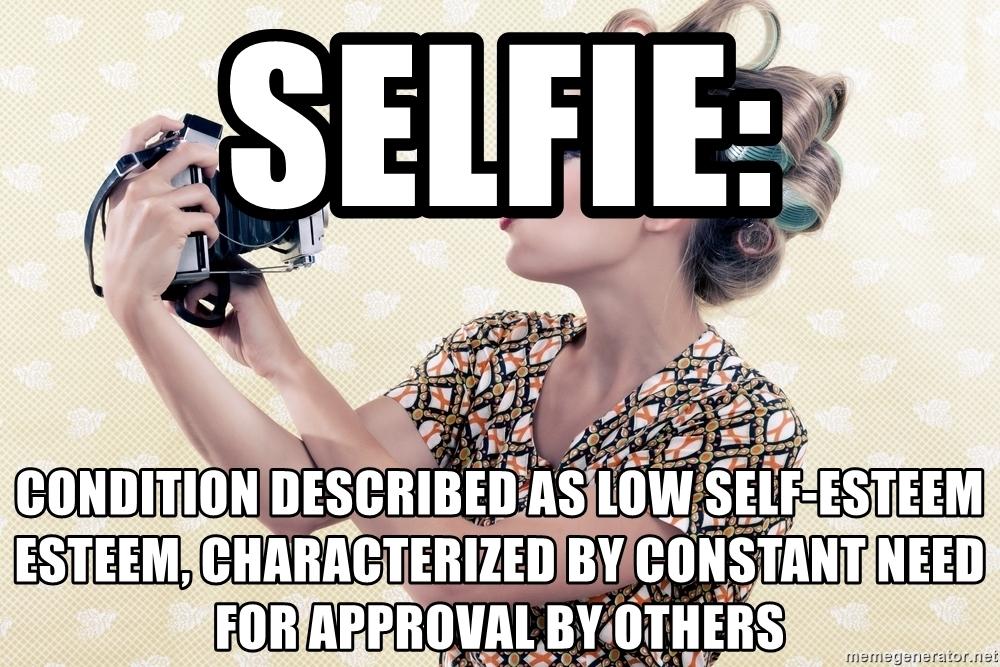 SELFIE:
CONDITION DESCRIBED AS LOW SELF-ESTEEM
ESTEEM, CHARACTERIZED BY CONSTANT NEED
FOR APPROVAL BY OTHERS
memegenerator.net